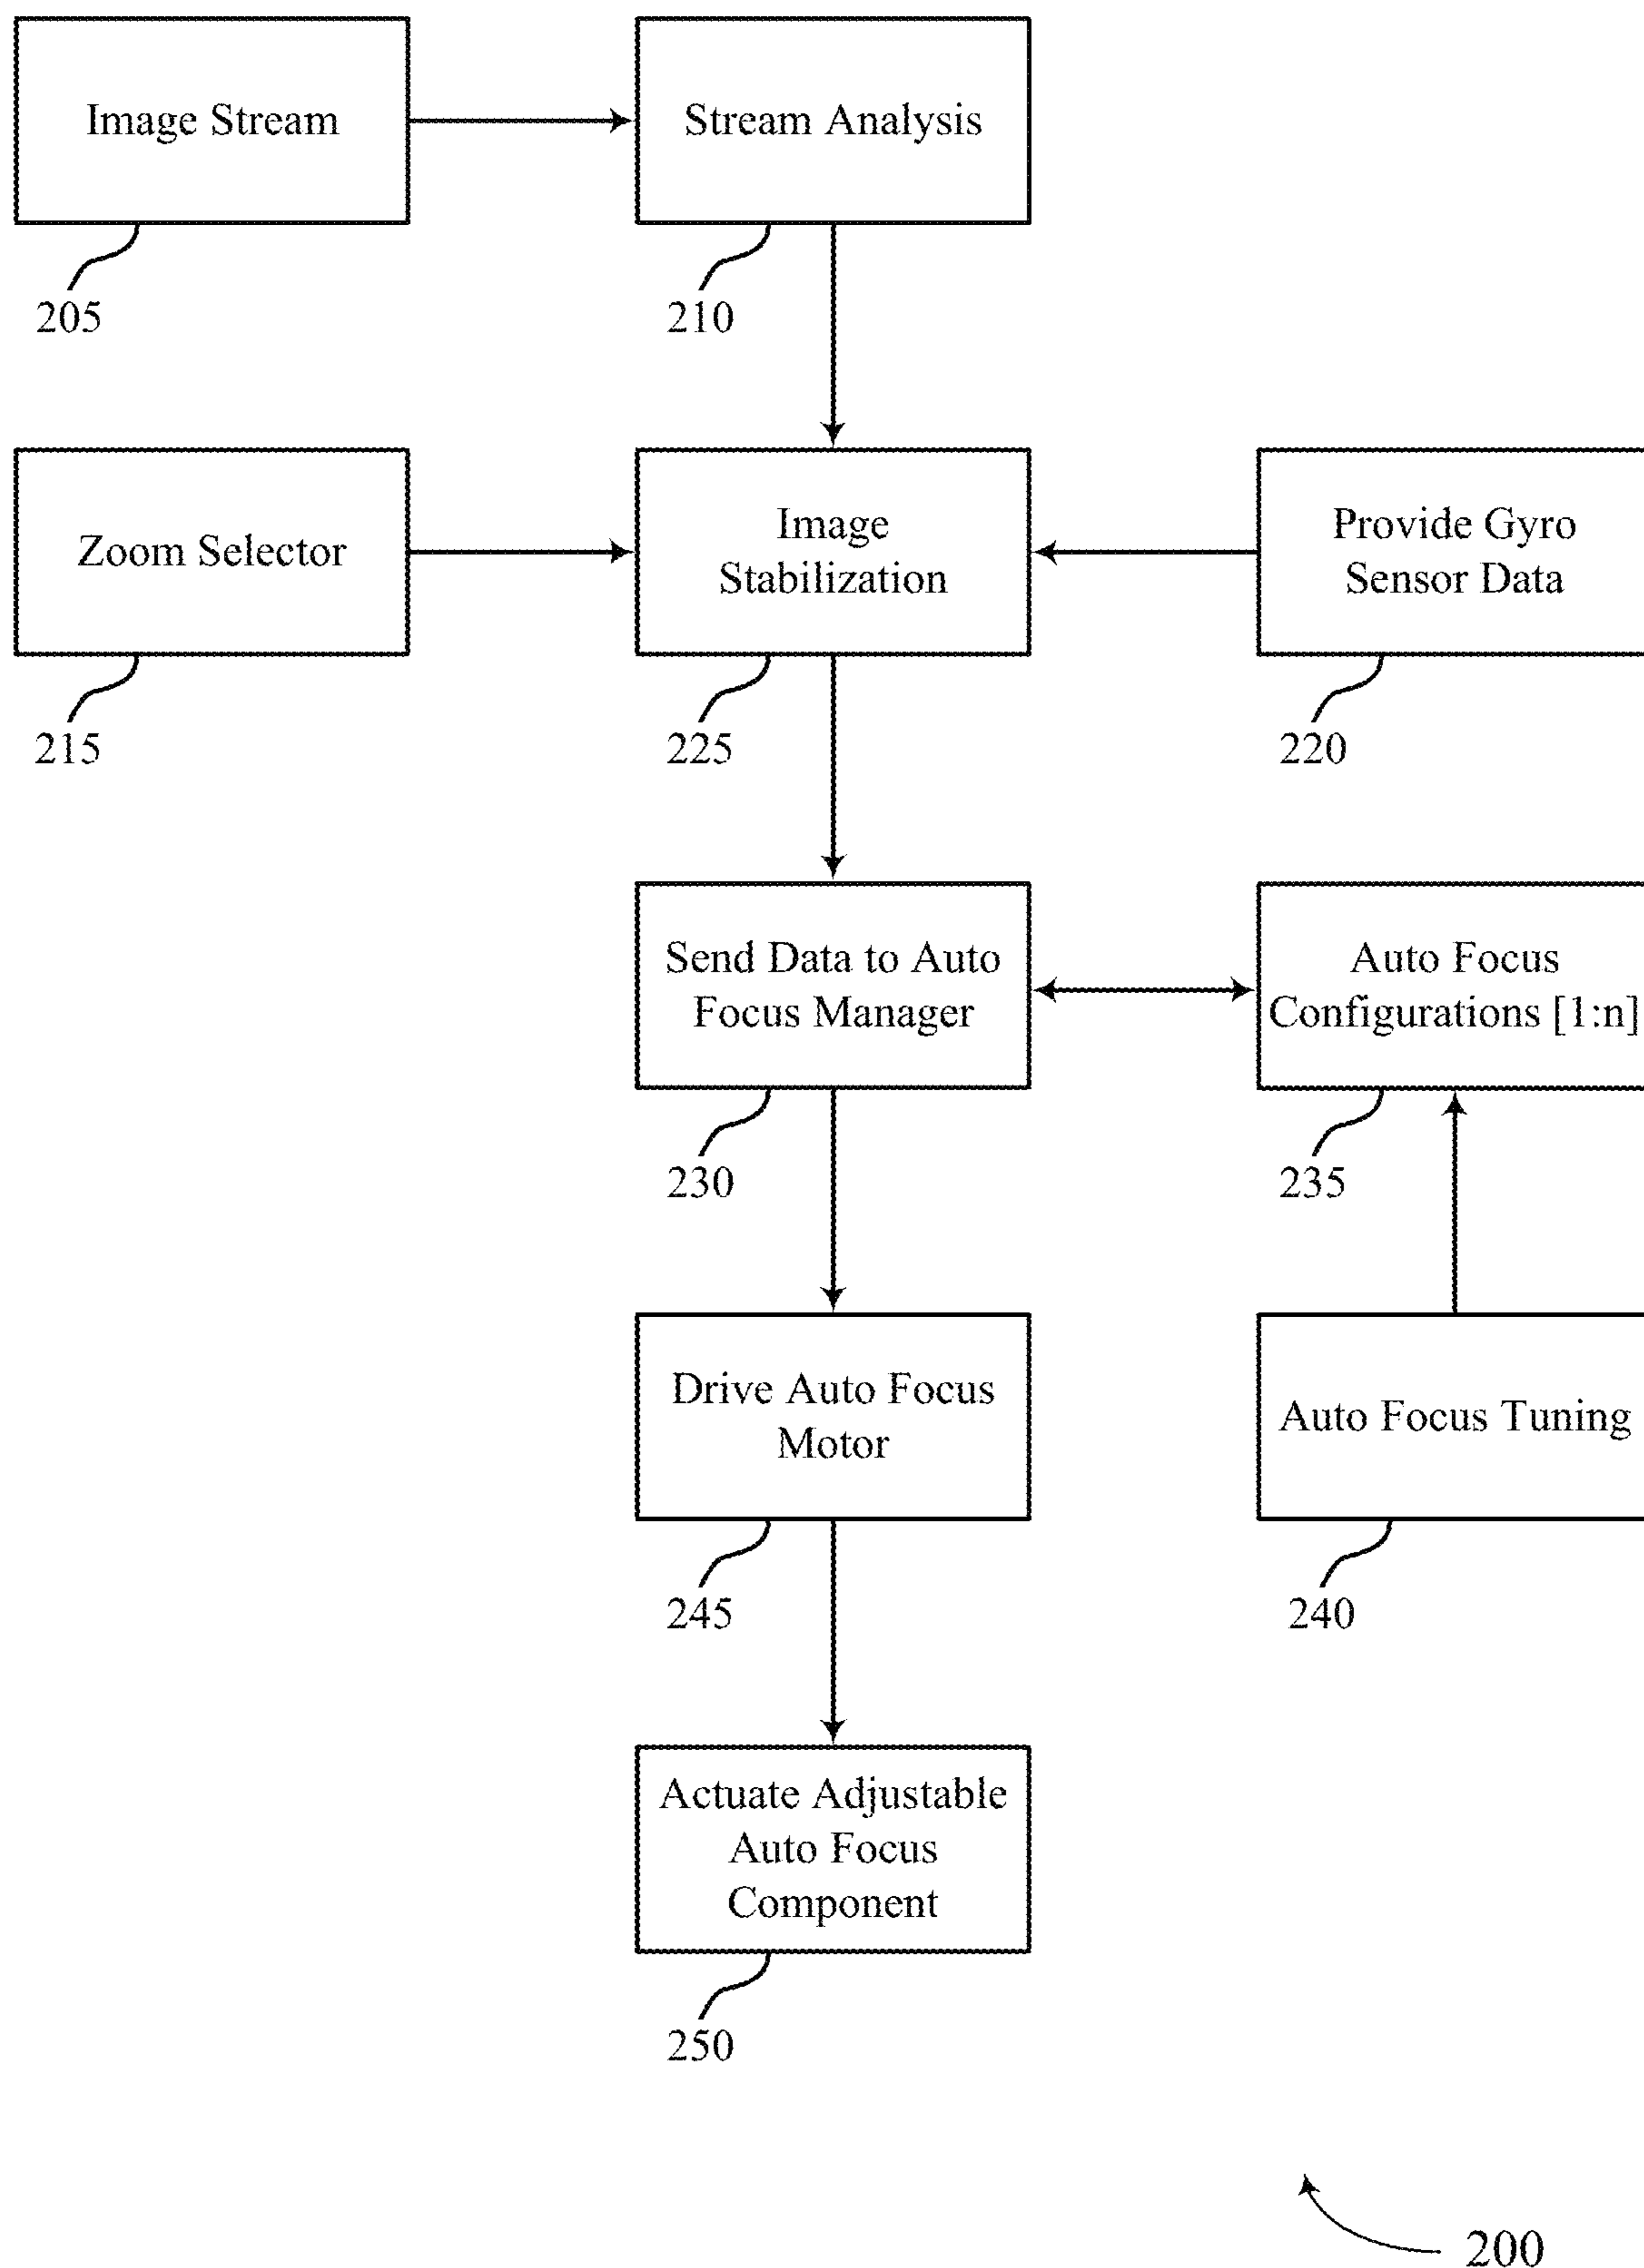 Image Stream
Stream Analysis
205
210
Zoom Selector
Image
Stabilization
Provide Gyro
Sensor Data
215
225
220
Send Data to Auto
Focus Manager
Auto Focus
Configurations [1:n]
230
235
Drive Auto Focus
Motor
Auto Focus Tuning
245
240
Actuate Adjustable
Auto Focus
Component
250
200